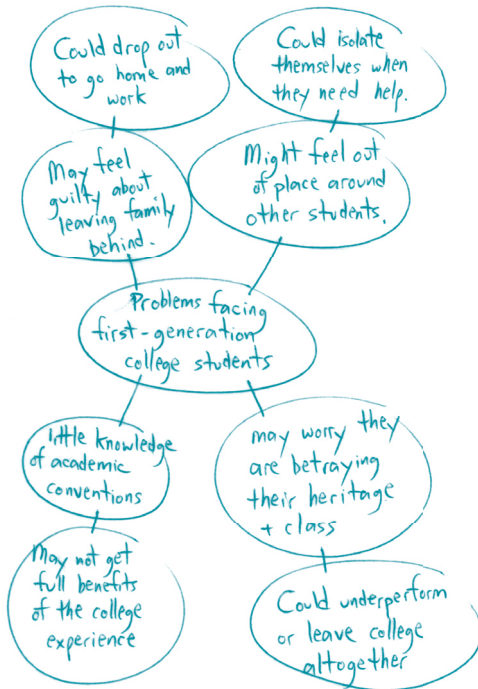 Could drop out
to go home and
work
Could isolate
themselves when
they need help.
May feel
guilty about
leaving family
behind.
Might feel out
of place around
other students.
Problems facing
first-generation
college students
little knowledge
of academic
conventions
may worry they
are betraying
their heritage
+ class
May not get
full benefits
of the college
experience
Could underperform
or leave college
altogether